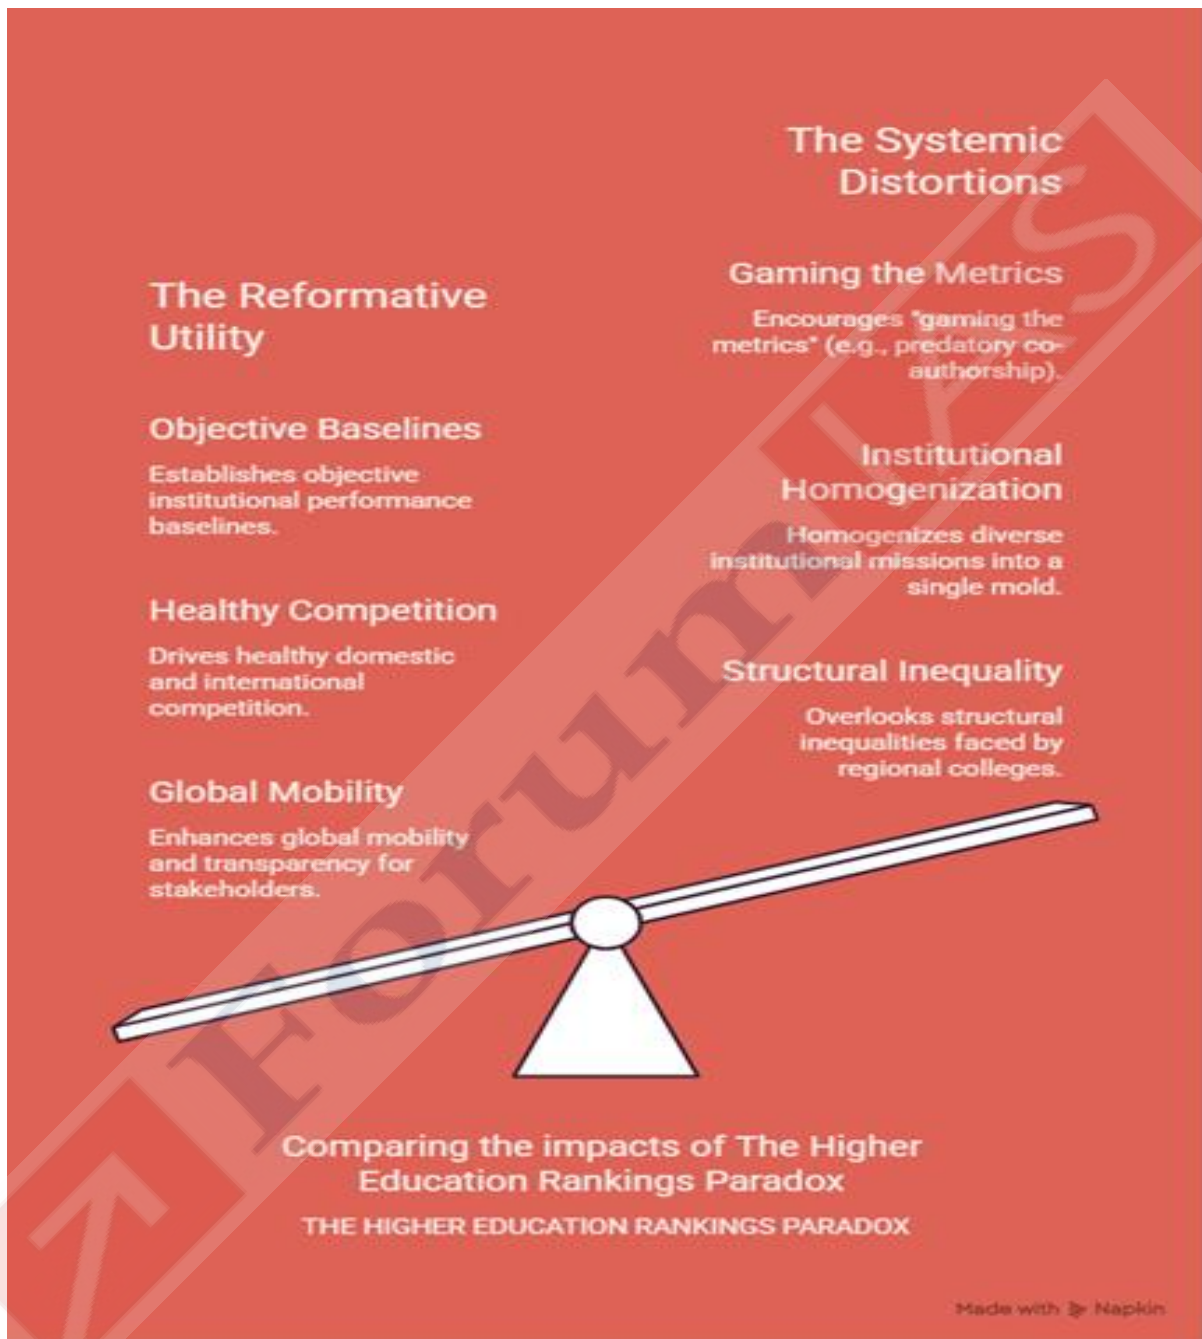 The Reformative
Utility
Objective Baselines
Establishes objective
institutional performance
baselines.
Healthy Competition
Drives healthy domestic
and international
competition.
Global Mobility
Enhances global mobility
and transparency for
stakeholders.
The Systemic
Distortions
Gaming the Metrics
Encourages "gaming the
metrics" (e.g., predatory co-
authorship).
Institutional
Homogenization
Homogenizes diverse
institutional missions into a
single mold.
Structural Inequality
Overlooks structural
inequalities faced by
regional colleges.
Comparing the impacts of The Higher
Education Rankings Paradox
THE HIGHER EDUCATION RANKINGS PARADOX
Made with Napkin
Forum IAS